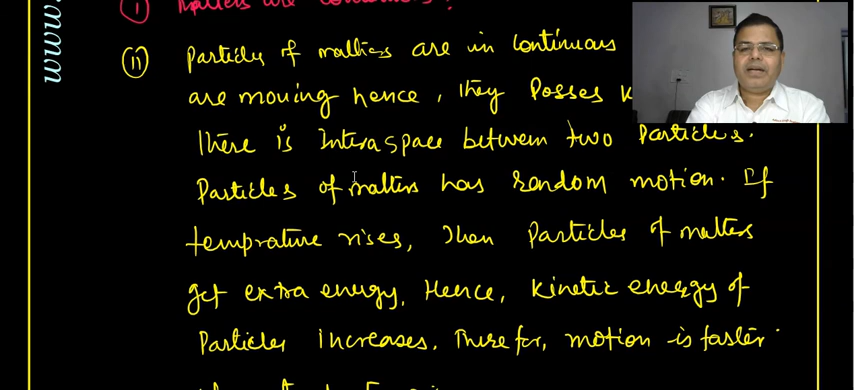 www.
(i)
(ii) Particles of matters are in continuous
are moving hence, they Posses K
There is Interaspace between two Particles.
Particles of matters has random motion. If
temprature rises, Then Particles of matters
get extra energy. Hence, Kinetic energy of
Particles increases. Therefor, motion is faster.